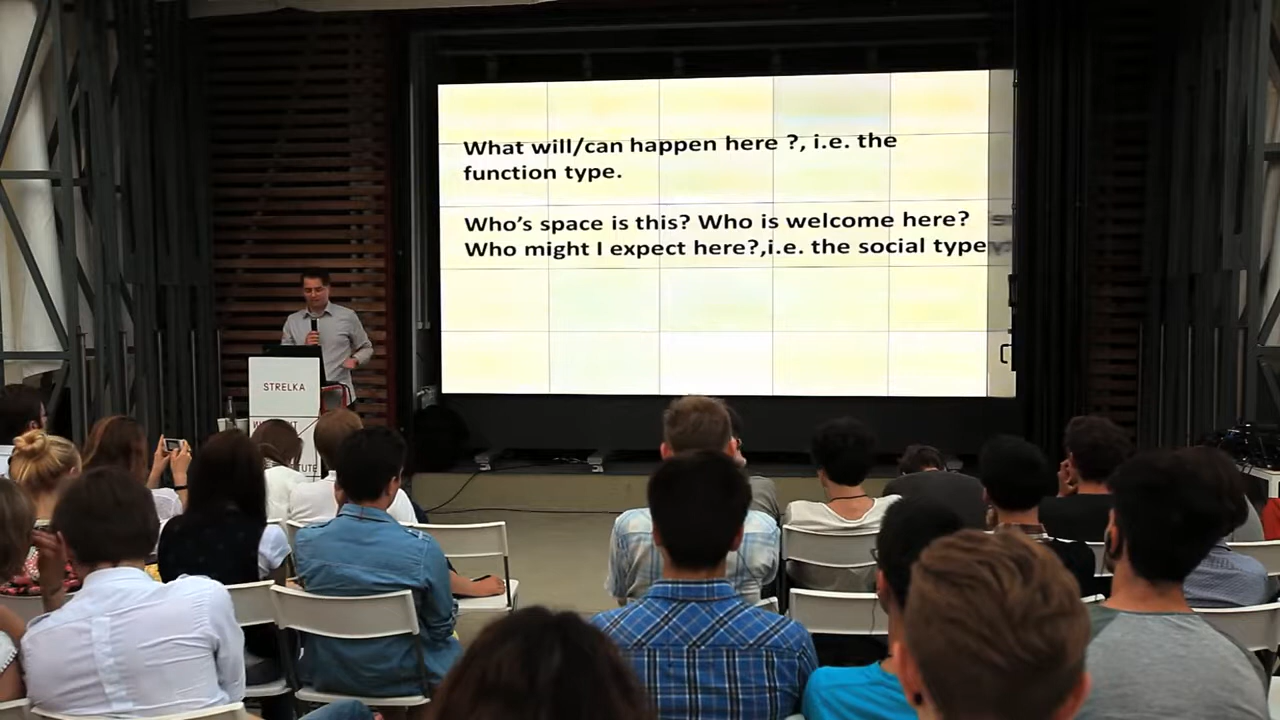 What will/can happen here ?, i.e. the
function type.
Who's space is this? Who is welcome here?
Who might I expect here?,i.e. the social type
STRELKA